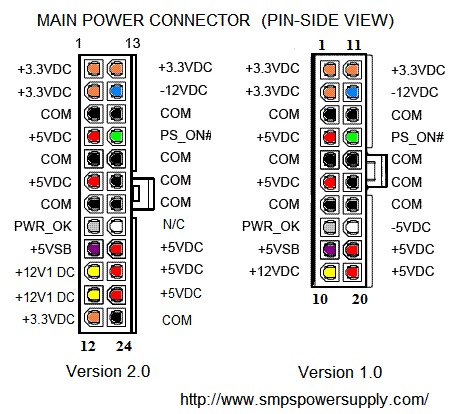 MAIN POWER CONNECTOR (PIN-SIDE VIEW)
1 13 1 11
+3.3VDC +3.3VDC +3.3VDC +3.3VDC
+3.3VDC -12VDC +3.3VDC -12VDC
COM COM COM COM
+5VDC PS_ON# +5VDC PS_ON#
COM COM COM COM
+5VDC COM +5VDC COM
COM COM COM COM
PWR_OK N/C PWR_OK -5VDC
+5VSB +5VDC +5VSB +5VDC
+12V1 DC +5VDC +12VDC +5VDC
+12V1 DC +5VDC 10 20
+3.3VDC COM
12 24
Version 2.0 Version 1.0
http://www.smpspowersupply.com/